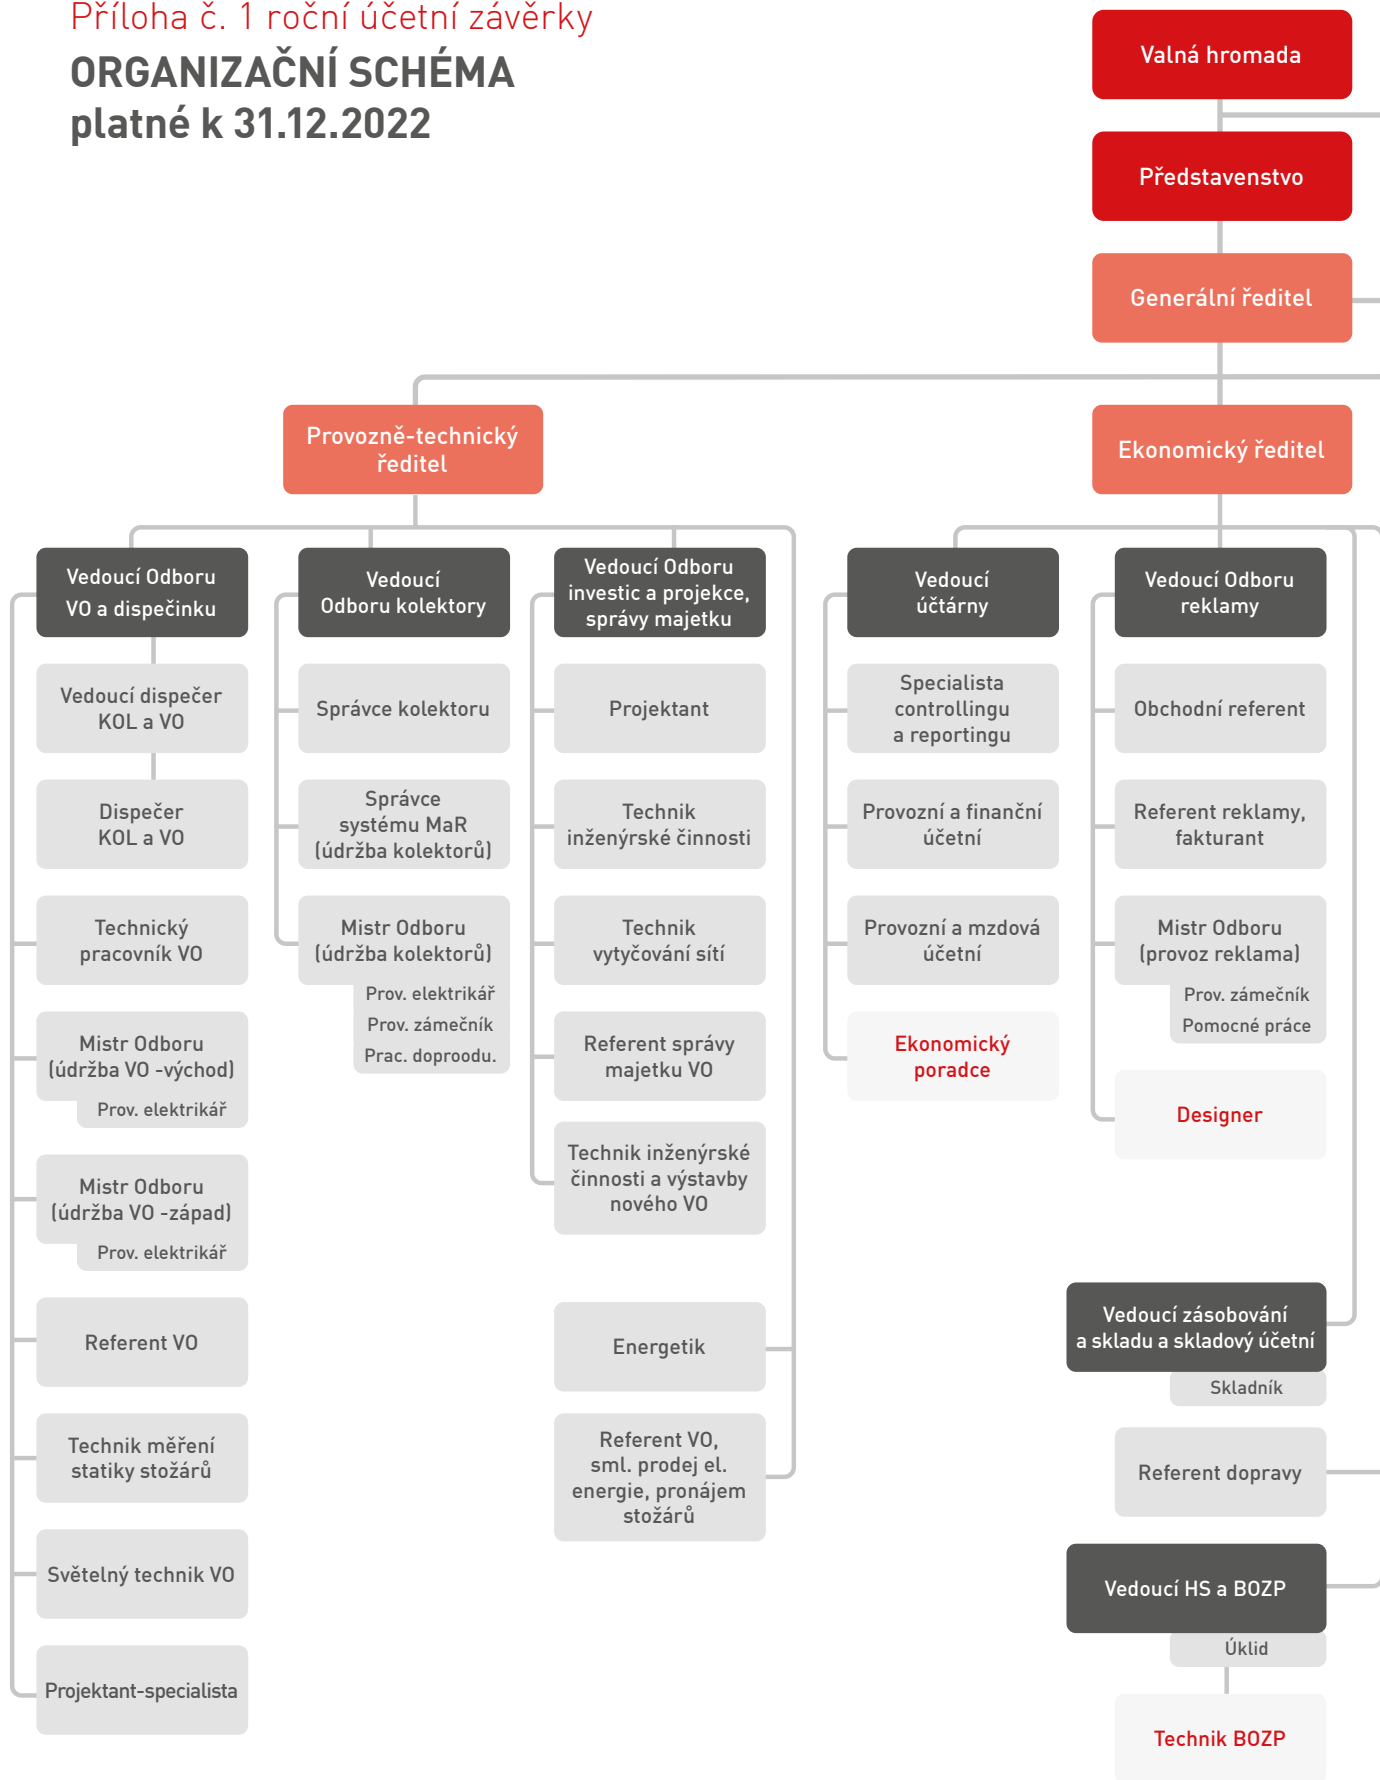 Příloha č. 1 roční účetní závěrky
ORGANIZAČNÍ SCHÉMA
platné k 31.12.2022
Valná hromada
Představenstvo
Generální ředitel
Provozně-technický
ředitel
Ekonomický ředitel
Vedoucí Odboru
VO a dispečinku
Vedoucí dispečer
KOL a VO
Dispečer
KOL a VO
Technický
pracovník VO
Mistr Odboru
(údržba VO -východ)
Prov. elektrikář
Mistr Odboru
(údržba VO -západ)
Prov. elektrikář
Referent VO
Technik měření
statiky stožárů
Světelný technik VO
Projektant-specialista
Vedoucí
Odboru kolektory
Správce kolektoru
Správce
systému MaR
(údržba kolektorů)
Mistr Odboru
(údržba kolektorů)
Prov. elektrikář
Prov. zámečník
Prac. doproodu.
Vedoucí Odboru
investic a projekce,
správy majetku
Projektant
Technik
inženýrské činnosti
Technik
vytyčování sítí
Referent správy
majetku VO
Technik inženýrské
činnosti a výstavby
nového VO
Energetik
Referent VO,
sml. prodej el.
energie, pronájem
stožárů
Vedoucí
účtárny
Specialista
controllingu
a reportingu
Provozní a finanční
účetní
Provozní a mzdová
účetní
Ekonomický
poradce
Vedoucí Odboru
reklamy
Obchodní referent
Referent reklamy,
fakturant
Mistr Odboru
(provoz reklama)
Prov. zámečník
Pomocné práce
Designer
Vedoucí zásobování
a skladu a skladový účetní
Skladník
Referent dopravy
Vedoucí HS a BOZP
Úklid
Technik BOZP